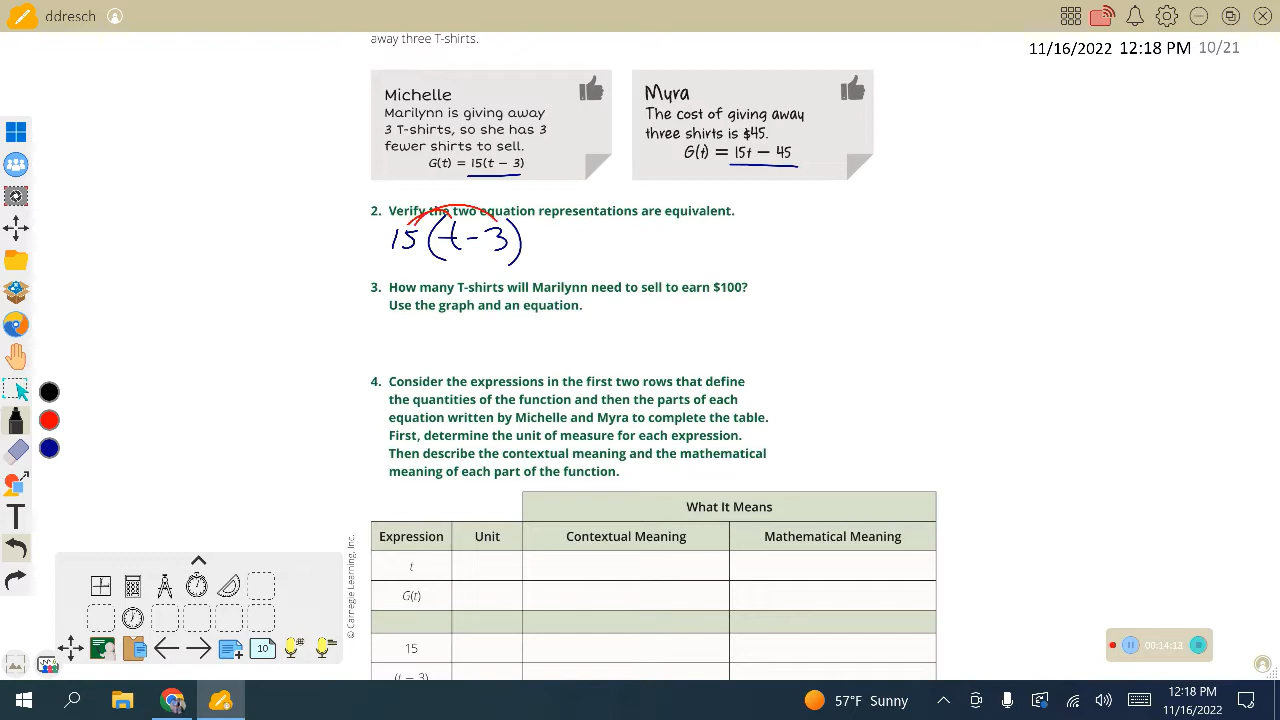 ddresch
away three T-shirts.
11/16/2022 12:18 PM 10/21
Michelle
Marilynn is giving away
3 T-shirts, so she has 3
fewer shirts to sell.
G(t) = 15(t − 3)
Myra
The cost of giving away
three shirts is $45.
G(t) = 15t − 45
2. Verify the two equation representations are equivalent.
15(t − 3)
3. How many T-shirts will Marilynn need to sell to earn $100?
Use the graph and an equation.
4. Consider the expressions in the first two rows that define
the quantities of the function and then the parts of each
equation written by Michelle and Myra to complete the table.
First, determine the unit of measure for each expression.
Then describe the contextual meaning and the mathematical
meaning of each part of the function.
What It Means
Expression Unit Contextual Meaning Mathematical Meaning
t
G(t)
15
(t − 3)
© Carnegie Learning, Inc.
T
10
00:14:13
57°F Sunny
12:18 PM
11/16/2022